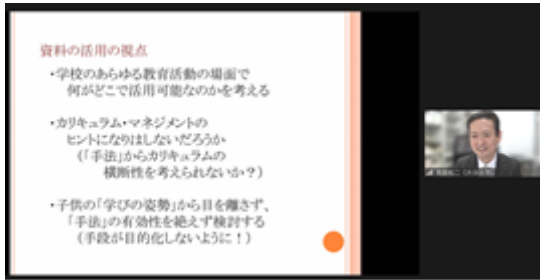 資料の活用の視点
・学校のあらゆる教育活動の場面で
何がどこで活用可能なのかを考える
・カリキュラム・マネジメントの
ヒントになりはしないだろうか
(「手法」からカリキュラムの
横断性を考えられないか?)
・子供の「学びの姿勢」から目を離さず、
「手法」の有効性を絶えず検討する
(手段が目的化しないように!)